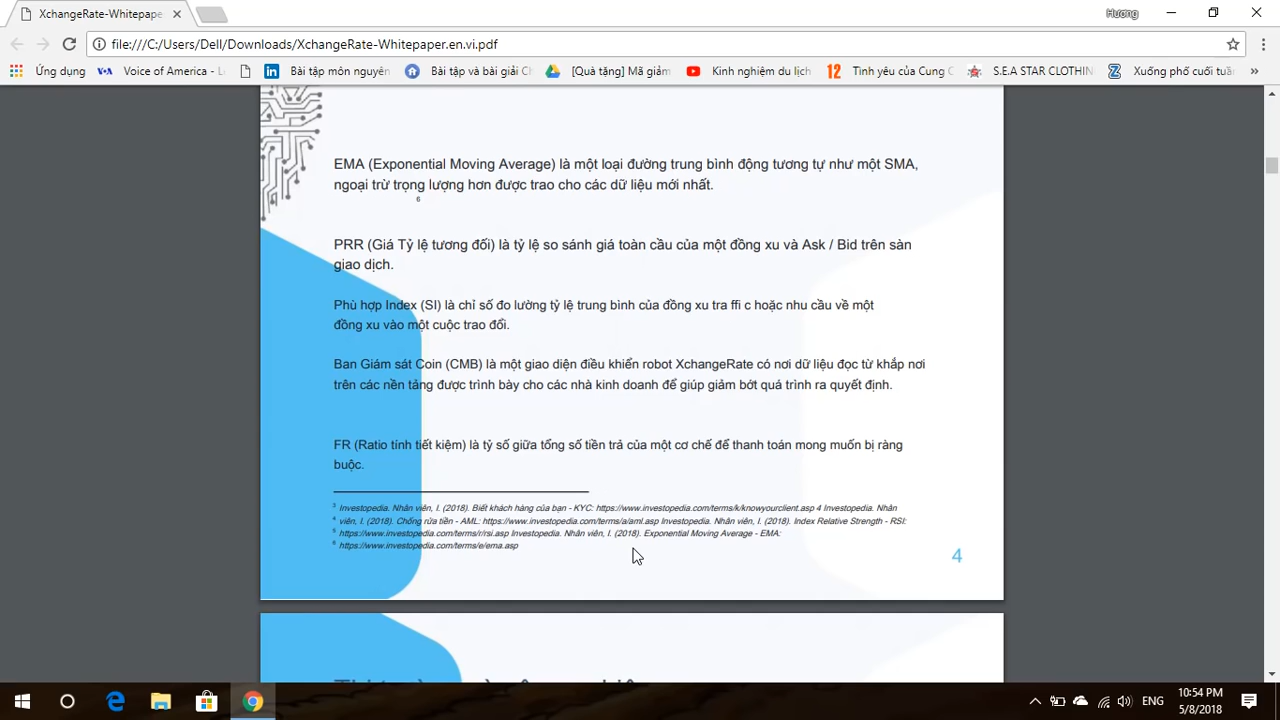 XchangeRate-Whitepape
Hương
file:///C:/Users/Dell/Downloads/XchangeRate-Whitepaper.en.vi.pdf
Ứng dụng
VOA Voice of America - L
Bài tập môn nguyên
Bài tập và bài giải C
[Quà tặng] Mã giảm
Kinh nghiệm du lịch
12 Tình yêu của Cung
S.E.A STAR CLOTHIN
Xuống phố cuối tuần
EMA (Exponential Moving Average) là một loại đường trung bình động tương tự như một SMA,
ngoại trừ trọng lượng hơn được trao cho các dữ liệu mới nhất.
6
PRR (Giá Tỷ lệ tương đối) là tỷ lệ so sánh giá toàn cầu của một đồng xu và Ask / Bid trên sàn
giao dịch.
Phù hợp Index (SI) là chỉ số đo lường tỷ lệ trung bình của đồng xu tra ffi c hoặc nhu cầu về một
đồng xu vào một cuộc trao đổi.
Ban Giám sát Coin (CMB) là một giao diện điều khiển robot XchangeRate có nơi dữ liệu đọc từ khắp nơi
trên các nền tảng được trình bày cho các nhà kinh doanh để giúp giảm bớt quá trình ra quyết định.
FR (Ratio tính tiết kiệm) là tỷ số giữa tổng số tiền trả của một cơ chế để thanh toán mong muốn bị ràng
buộc.
3 Investopedia. Nhân viên, I. (2018). Biết khách hàng của bạn - KYC: https://www.investopedia.com/terms/k/knowyourclient.asp 4 Investopedia. Nhân
4 viên, I. (2018). Chống rửa tiền - AML: https://www.investopedia.com/terms/a/aml.asp Investopedia. Nhân viên, I. (2018). Index Relative Strength - RSI:
5 https://www.investopedia.com/terms/r/rsi.asp Investopedia. Nhân viên, I. (2018). Exponential Moving Average - EMA:
6 https://www.investopedia.com/terms/e/ema.asp
4
ENG
10:54 PM
5/8/2018